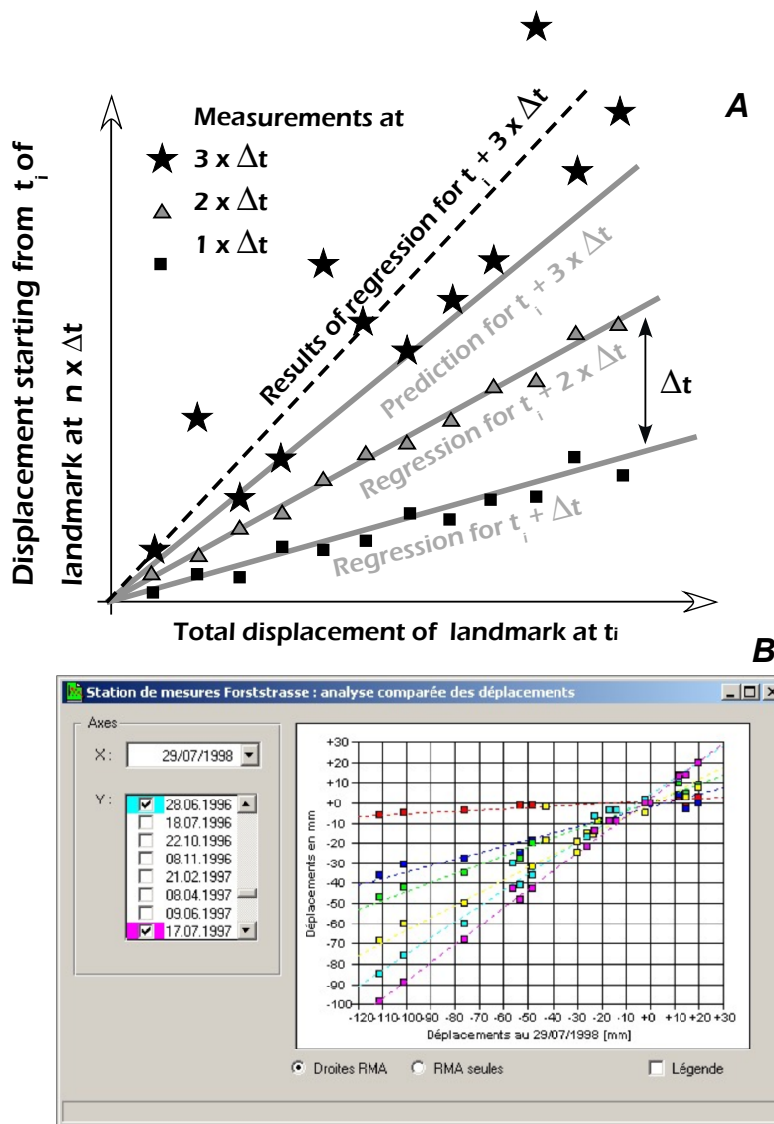 A
Measurements at
3 x Δt
2 x Δt
1 x Δt
Displacement starting from ti of
landmark at n x Δt
Results of regression for ti + 3 x Δt
Prediction for ti + 3 x Δt
Regression for ti + 2 x Δt
Regression for ti + Δt
Δt
Total displacement of landmark at ti
B
Station de mesures Forststrasse : analyse comparée des déplacements
Axes
X :
29/07/1998
Y :
28.06.1996
18.07.1996
22.10.1996
08.11.1996
21.02.1997
08.04.1997
09.06.1997
17.07.1997
Déplacements en mm
+30
+20
+10
+0
-10
-20
-30
-40
-50
-60
-70
-80
-90
-100
-120 -110 -100 -90 -80 -70 -60 -50 -40 -30 -20 -10 +0 +10 +20 +30
Déplacements au 29/07/1998 [mm]
Droites RMA
RMA seules
Légende